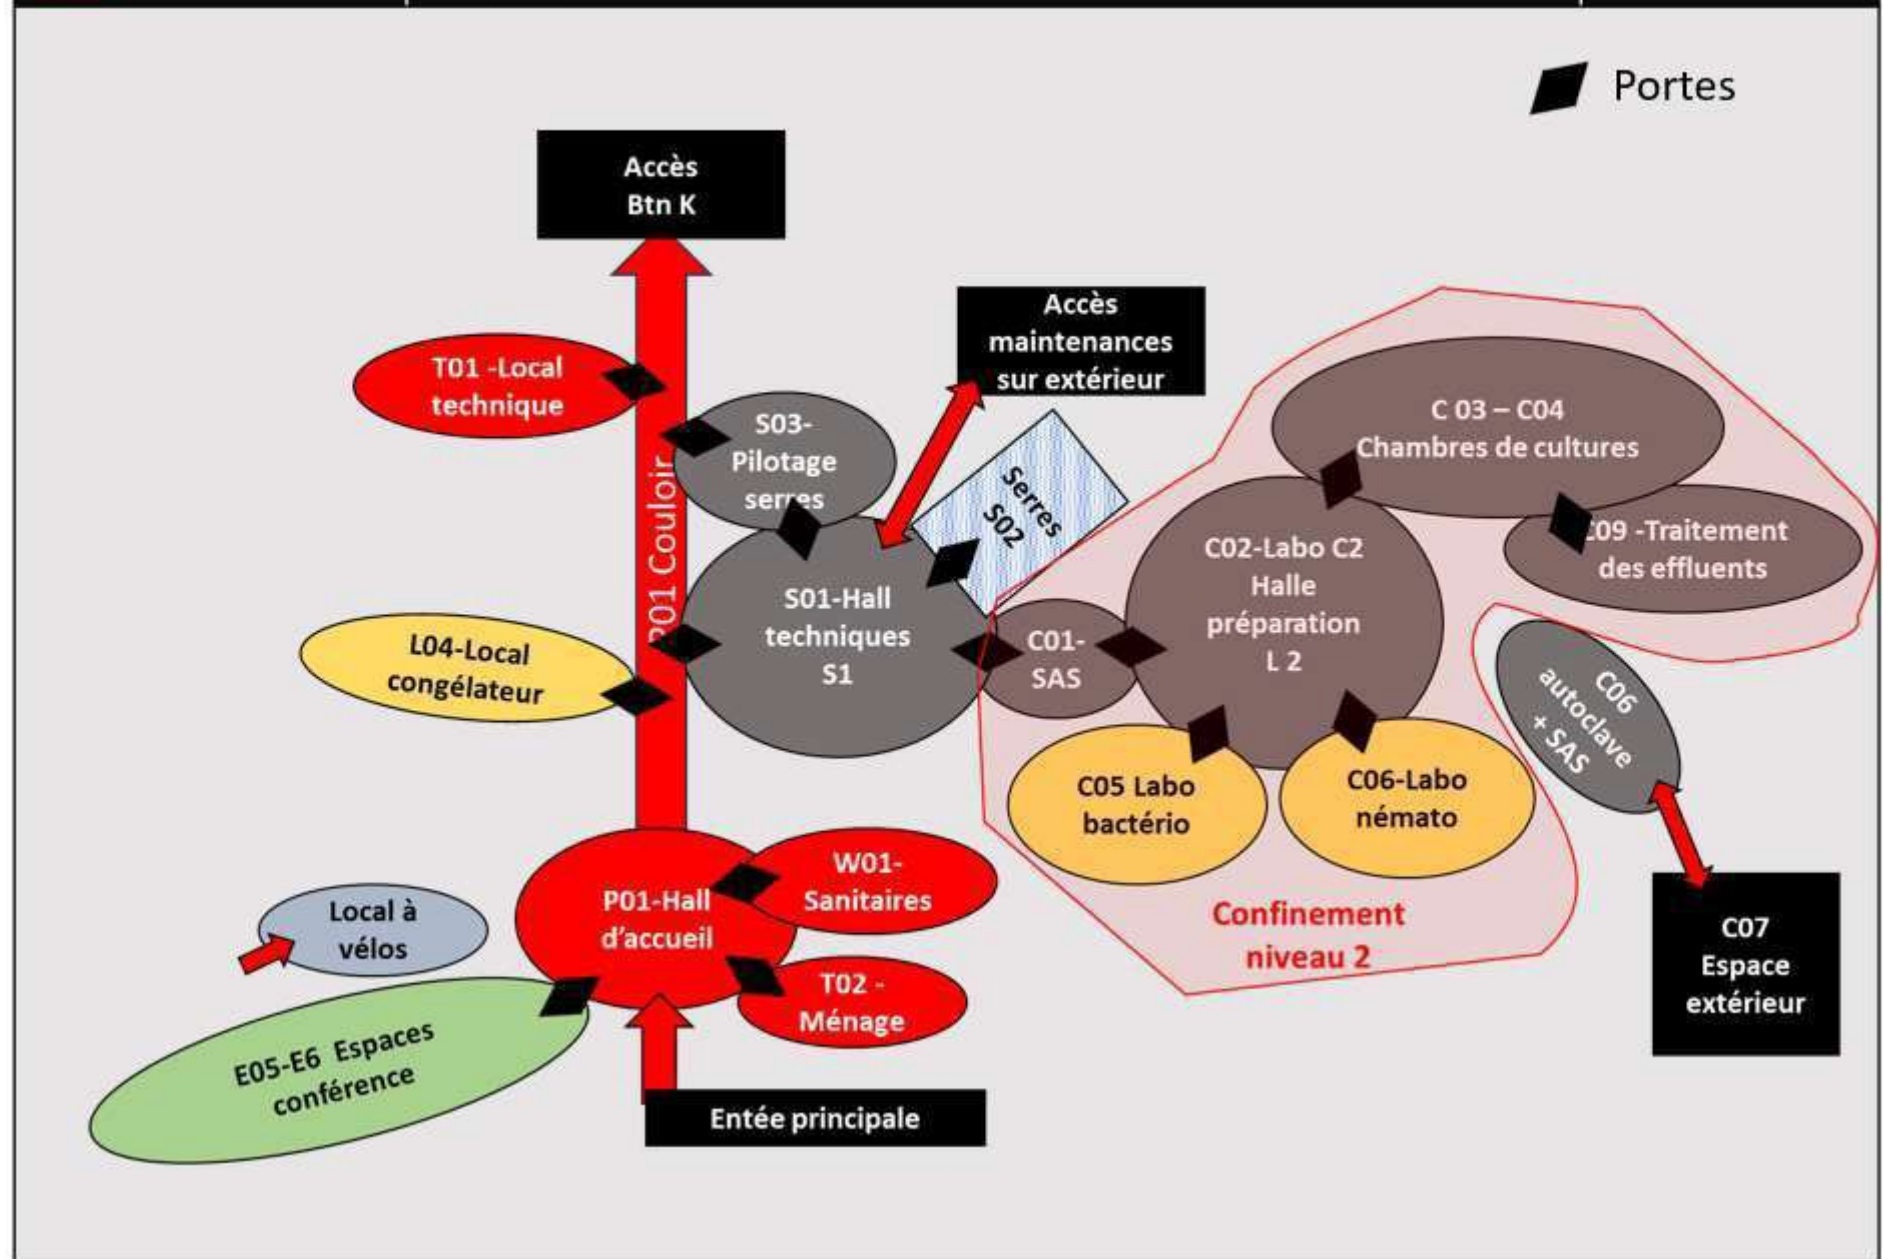 Portes
Accès
Btn K
Accès
maintenances
sur extérieur
T01 -Local
technique
S03-
Pilotage
serres
Serres
S02
C 03 – C04
Chambres de cultures
P01 Couloir
C09 -Traitement
des effluents
C02-Labo C2
Halle
préparation
L 2
S01-Hall
techniques
S1
C01-
SAS
L04-Local
congélateur
C06
autoclave
+ SAS
C05 Labo
bactério
C06-Labo
némato
W01-
Sanitaires
P01-Hall
d'accueil
Local à
vélos
Confinement
niveau 2
C07
Espace
extérieur
T02 -
Ménage
E05-E6 Espaces
conférence
Entée principale